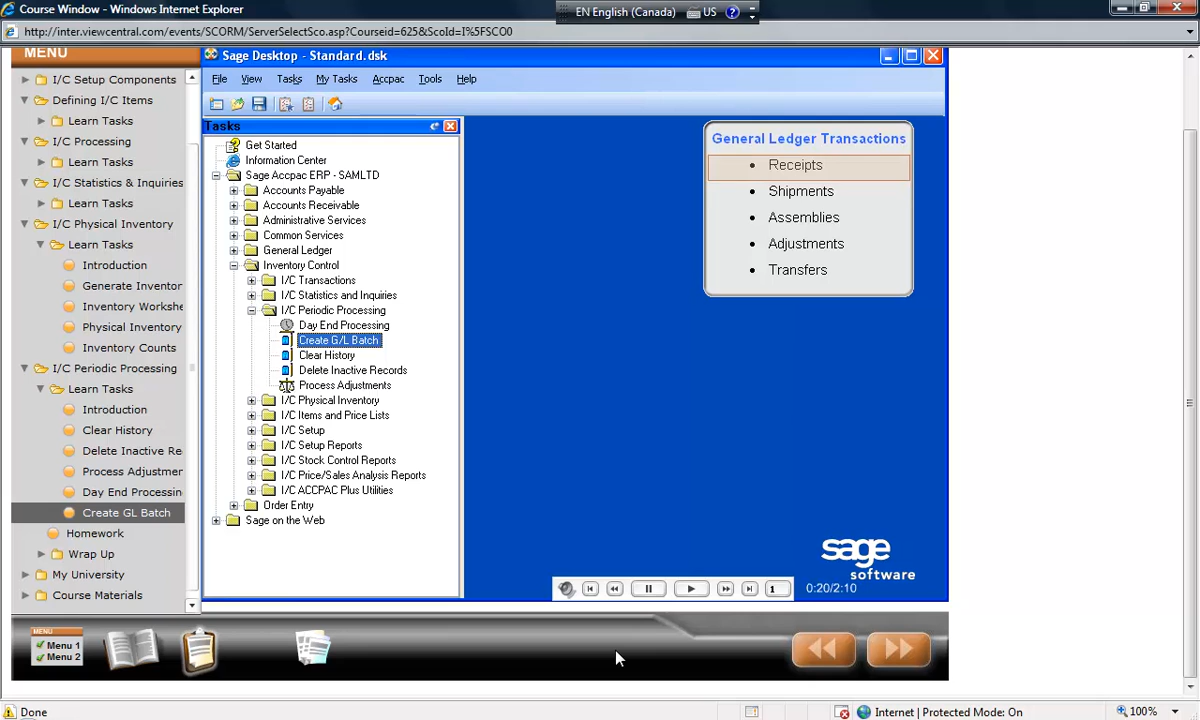 Course Window - Windows Internet Explorer
EN English (Canada)
US
http://inter.viewcentral.com/events/SCORM/ServerSelectSco.asp?Courseid=625&ScoId=I%5FSCO0
MENU
I/C Setup Components
Defining I/C Items
Learn Tasks
I/C Processing
Learn Tasks
I/C Statistics & Inquiries
Learn Tasks
I/C Physical Inventory
Learn Tasks
Introduction
Generate Inventor
Inventory Workshe
Physical Inventory
Inventory Counts
I/C Periodic Processing
Learn Tasks
Introduction
Clear History
Delete Inactive Re
Process Adjustmer
Day End Processin
Create GL Batch
Homework
Wrap Up
My University
Course Materials
Sage Desktop - Standard.dsk
File View Tasks My Tasks Accpac Tools Help
Tasks
Get Started
Information Center
Sage Accpac ERP - SAMLTD
Accounts Payable
Accounts Receivable
Administrative Services
Common Services
General Ledger
Inventory Control
I/C Transactions
I/C Statistics and Inquiries
I/C Periodic Processing
Day End Processing
Create G/L Batch
Clear History
Delete Inactive Records
Process Adjustments
I/C Physical Inventory
I/C Items and Price Lists
I/C Setup
I/C Setup Reports
I/C Stock Control Reports
I/C Price/Sales Analysis Reports
I/C ACCPAC Plus Utilities
Order Entry
Sage on the Web
General Ledger Transactions
• Receipts
• Shipments
• Assemblies
• Adjustments
• Transfers
sage
software
1
0:20/2:10
MENU
Menu 1
Menu 2
Done
Internet | Protected Mode: On
100%